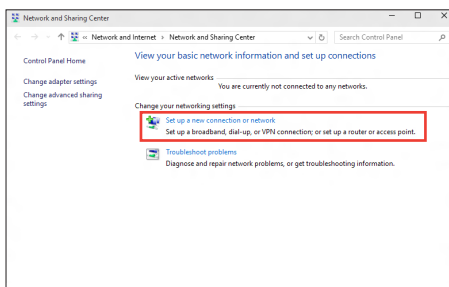 Network and Sharing Center
« Network and Internet › Network and Sharing Center
Search Control Panel
Control Panel Home
Change adapter settings
Change advanced sharing
settings
View your basic network information and set up connections
View your active networks
You are currently not connected to any networks.
Change your networking settings
Set up a new connection or network
Set up a broadband, dial-up, or VPN connection; or set up a router or access point.
Troubleshoot problems
Diagnose and repair network problems, or get troubleshooting information.